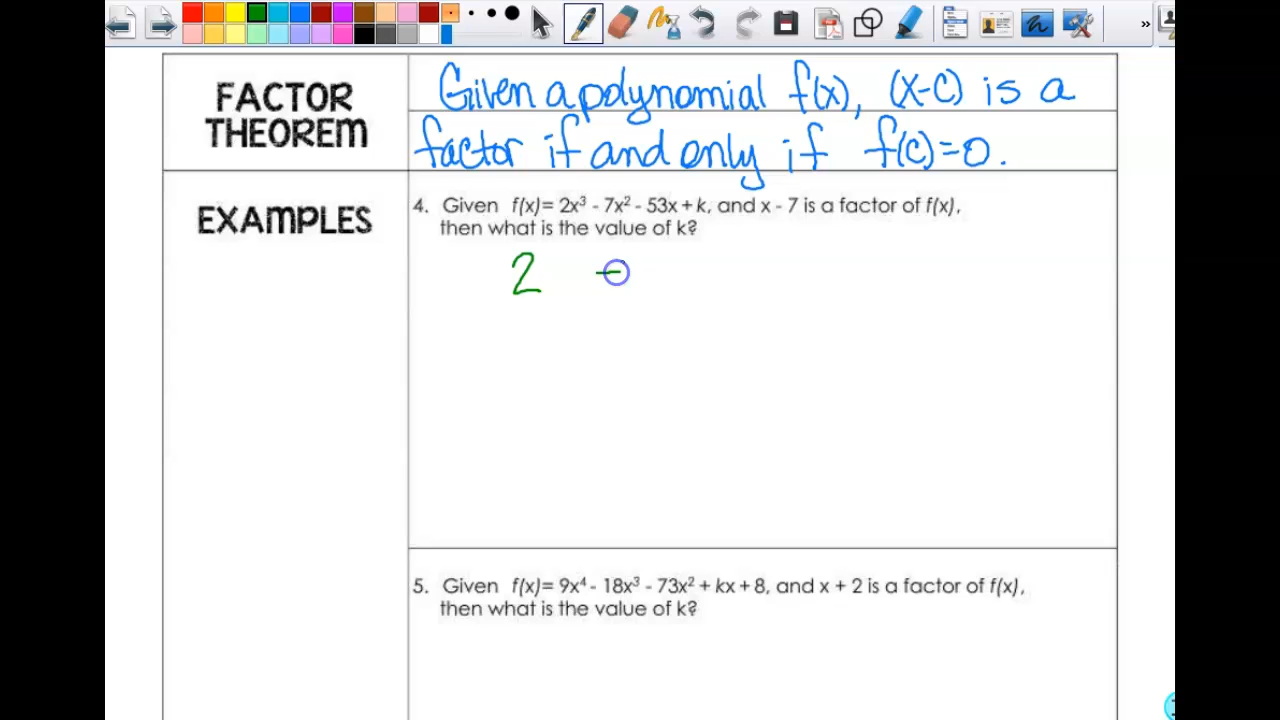 FACTOR
THEOREM
Given a polynomial f(x), (x-c) is a
factor if and only if f(c)=0.
EXAMPLES
4. Given f(x)= 2x³ - 7x² - 53x + k, and x - 7 is a factor of f(x),
then what is the value of k?
2 -
5. Given f(x)= 9x⁴ - 18x³ - 73x² + kx + 8, and x + 2 is a factor of f(x),
then what is the value of k?